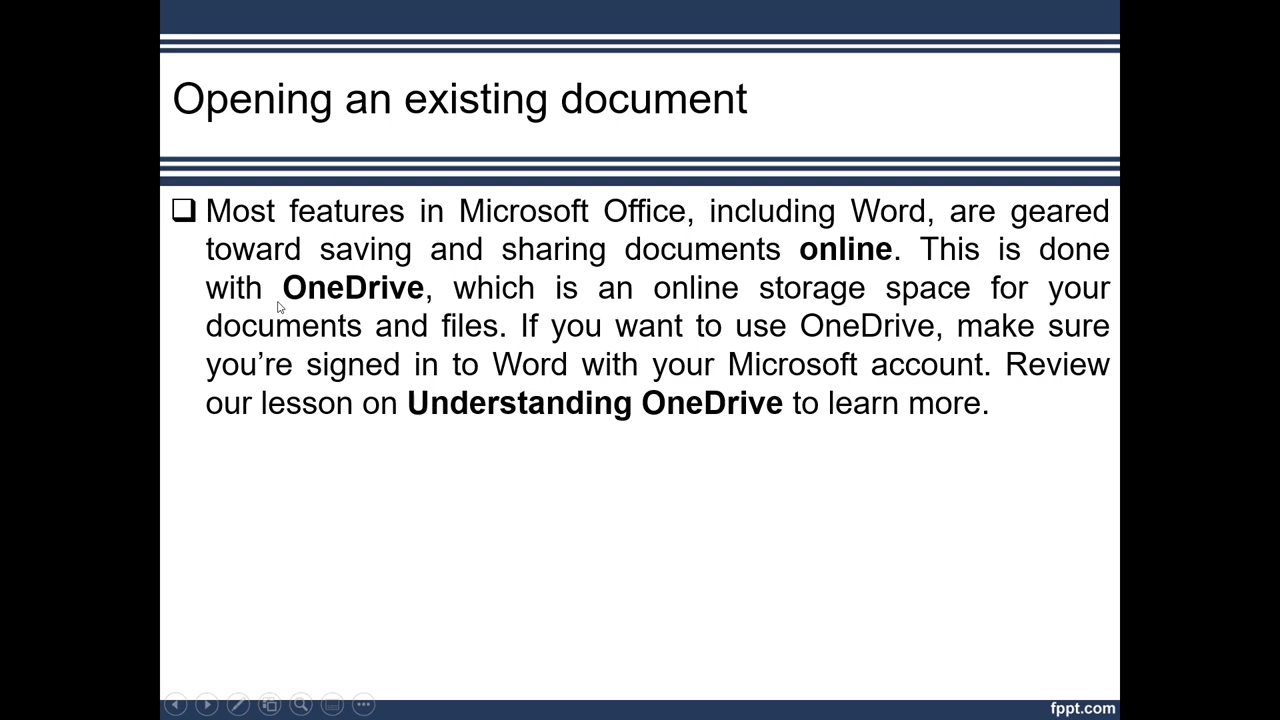 Opening an existing document
Most features in Microsoft Office, including Word, are geared
toward saving and sharing documents online. This is done
with OneDrive, which is an online storage space for your
documents and files. If you want to use OneDrive, make sure
you’re signed in to Word with your Microsoft account. Review
our lesson on Understanding OneDrive to learn more.
fppt.com